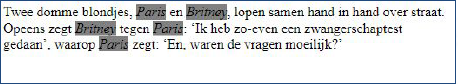 Twee domme blondjes, Paris en Britney, lopen samen hand in hand over straat.
Opeens zegt Britney tegen Paris: ‘Ik heb zo-even een zwangerschaptest
gedaan’, waarop Paris zegt: ‘En, waren de vragen moeilijk?’